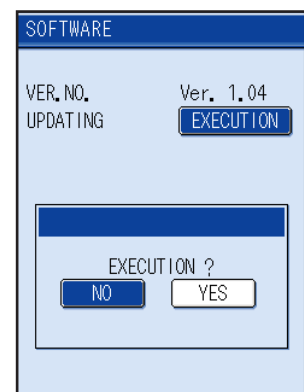 SOFTWARE
VER.NO. Ver. 1.04
UPDATING EXECUTION
EXECUTION ?
NO YES